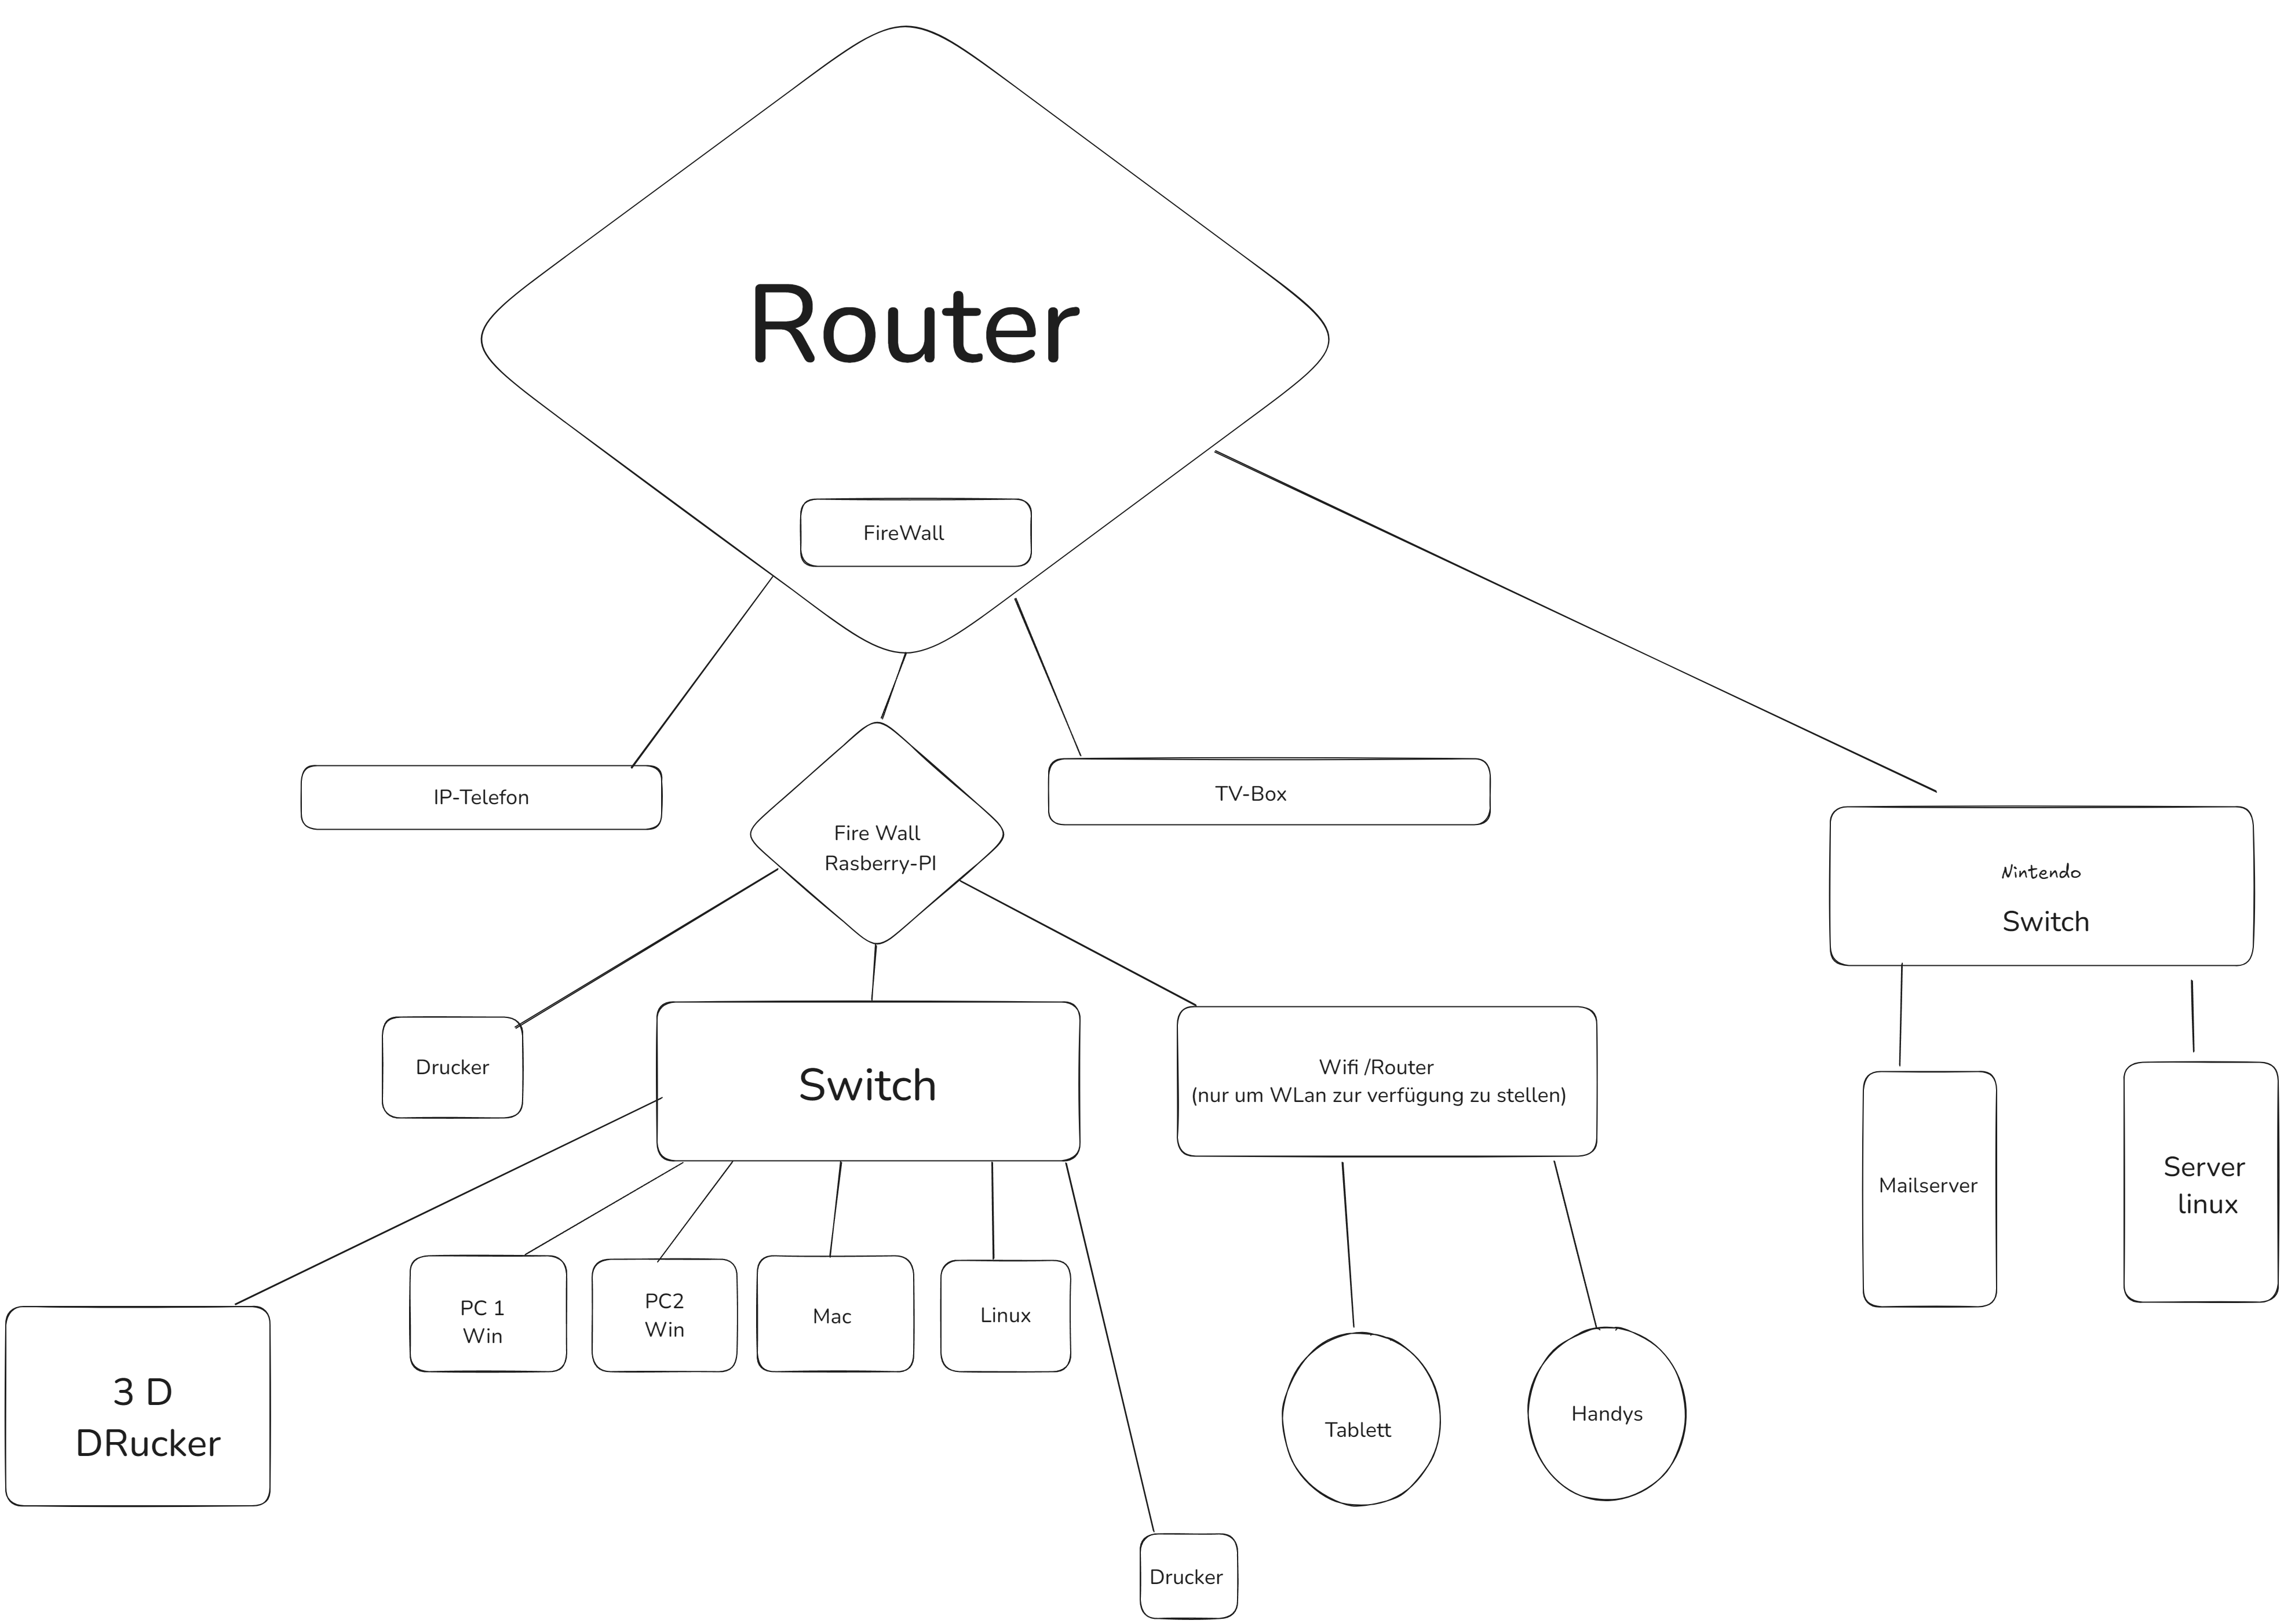 Router
FireWall
IP-Telefon
TV-Box
Fire Wall
Rasberry-PI
Nintendo
Switch
Drucker
Switch
Wifi /Router
(nur um WLan zur verfügung zu stellen)
Mailserver
Server
linux
PC 1
Win
PC2
Win
Mac
Linux
3 D
DRucker
Tablett
Handys
Drucker